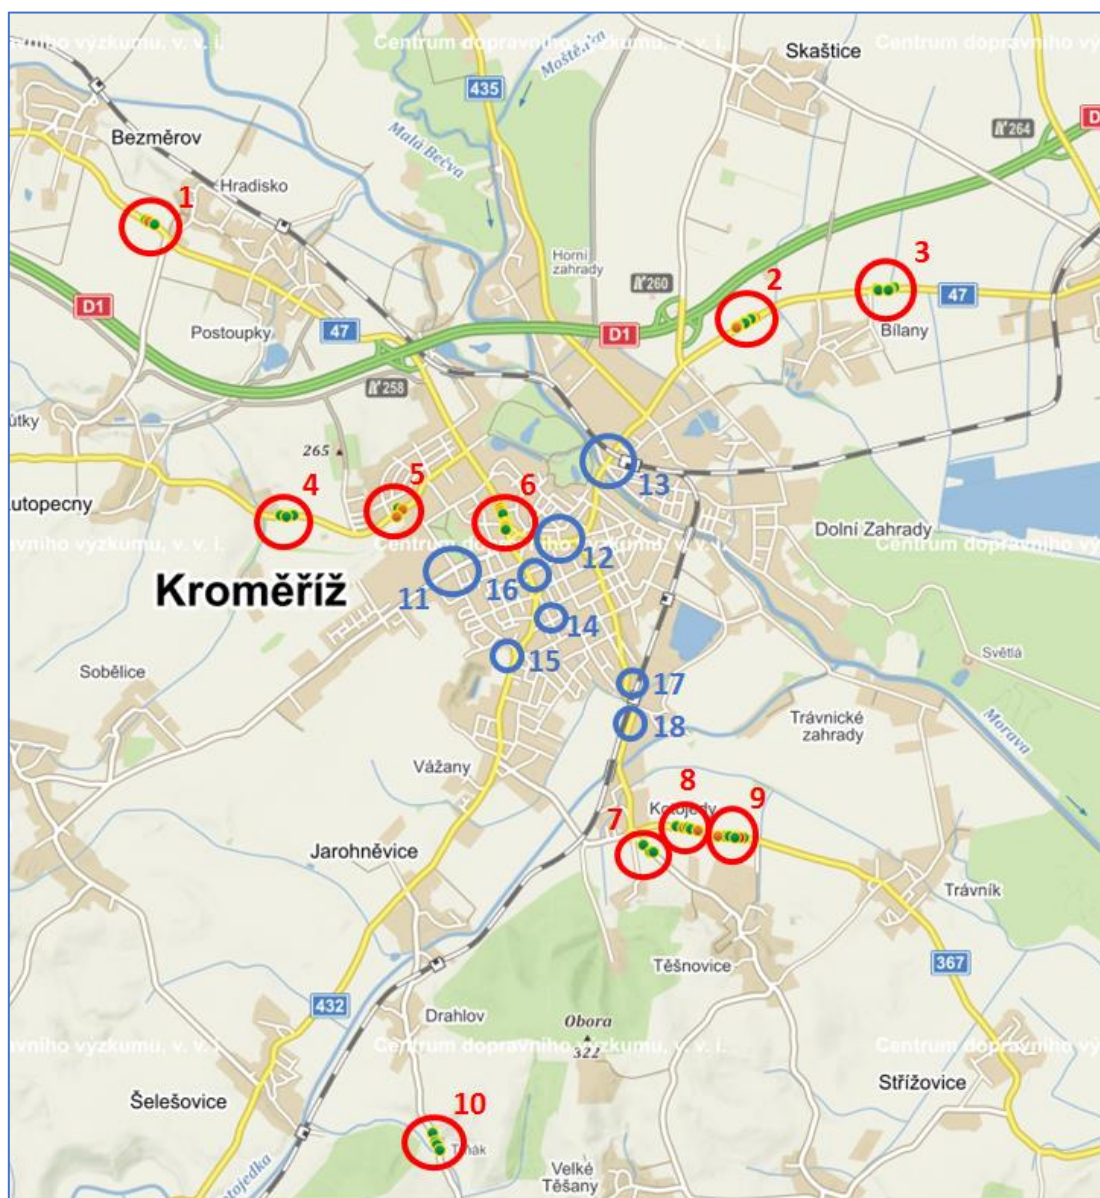 vního výzkumu, v. v. i.
Centrum dopravního výzkumu, v. v. i.
Centrum dopravního vý
Skaštice
Moštěnka
435
D
264
Bezměrov
Malá Bečva
Hradisko
1
Horní
zahrady
260
2
3
47
D1
D1
47
Bílany
Postoupky
258
útky
265
5
4
6
13
utopecny
Dolní Zahrady
vního výzkumu, v. v. i.
Centrum dopravního výzkumu, v. v. i.
Centrum dopravního vý
12
Kroměříž
11
16
14
Světlá
15
Sobělice
17
18
Trávnické
zahrady
Morava
Vážany
8
9
Kotojedy
7
Jarohněvice
Trávník
Těšnovice
367
432
Drahlov
Obora
322
vního výzkumu, v. v. i.
Centrum dopravního výzkumu, v. v. i.
Centrum dopravního vý
Střížovice
Šelešovice
10
Velké
Těšany